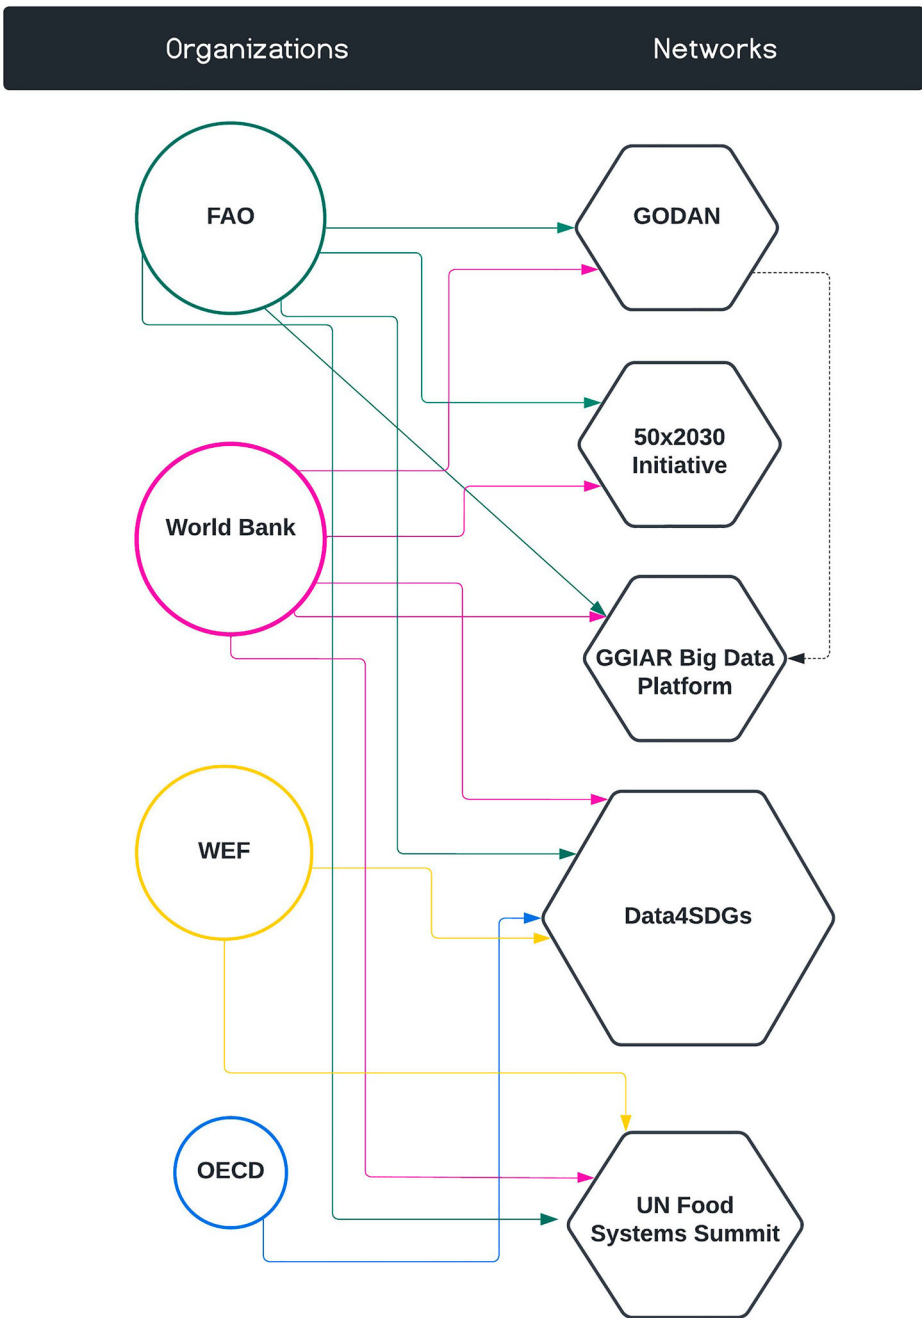 Organizations
Networks
FAO
GODAN
50x2030
Initiative
World Bank
GGIAR Big Data
Platform
WEF
Data4SDGs
OECD
UN Food
Systems Summit